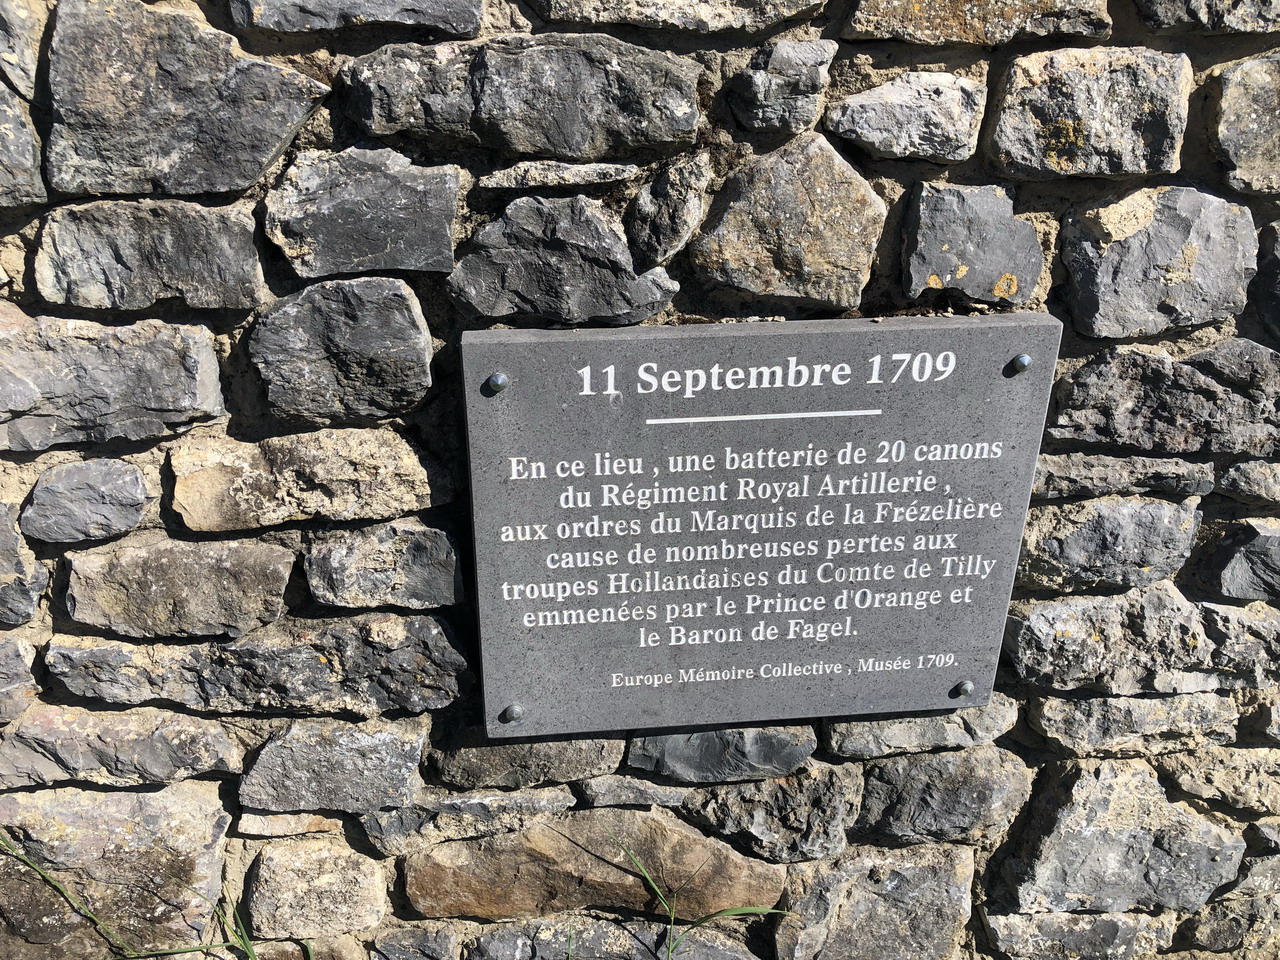 11 Septembre 1709
En ce lieu , une batterie de 20 canons
du Régiment Royal Artillerie ,
aux ordres du Marquis de la Frézelière
cause de nombreuses pertes aux
troupes Hollandaises du Comte de Tilly
emmenées par le Prince d'Orange et
le Baron de Fagel.
Europe Mémoire Collective , Musée 1709.